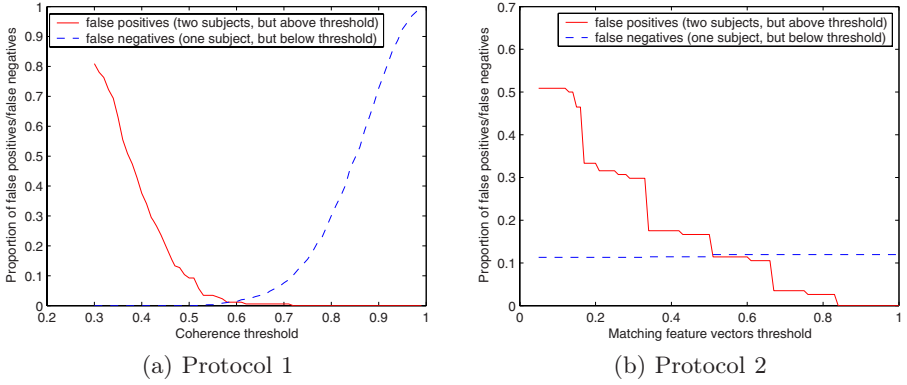 false positives (two subjects, but above threshold)
false negatives (one subject, but below threshold)
Proportion of false positives/false negatives
1
0.9
0.8
0.7
0.6
0.5
0.4
0.3
0.2
0.1
0
0.2 0.3 0.4 0.5 0.6 0.7 0.8 0.9 1
Coherence threshold
(a) Protocol 1
false positives (two subjects, but above threshold)
false negatives (one subject, but below threshold)
Proportion of false positives/false negatives
0.7
0.6
0.5
0.4
0.3
0.2
0.1
0
0 0.2 0.4 0.6 0.8 1
Matching feature vectors threshold
(b) Protocol 2